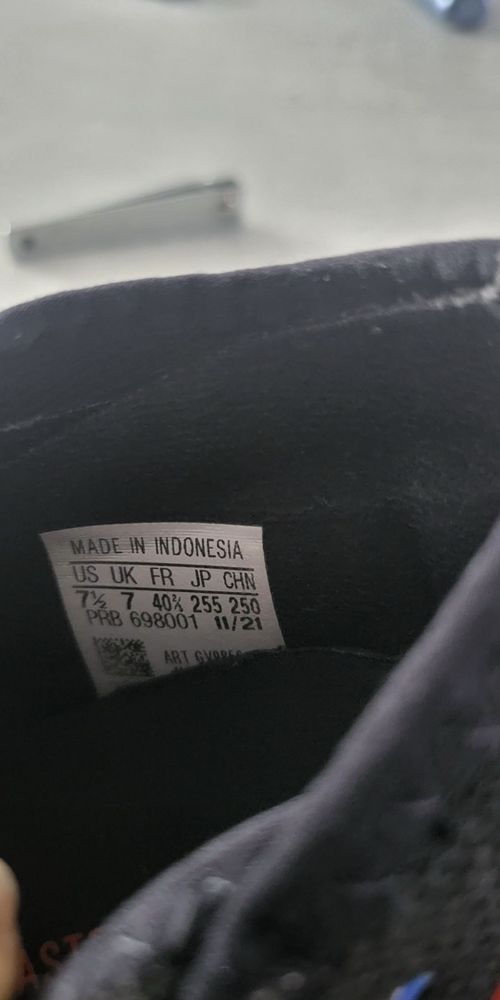 MADE IN INDONESIA
US UK FR JP CHN
7½ 7 40⅔ 255 250
PRB 698001 11/21
ART